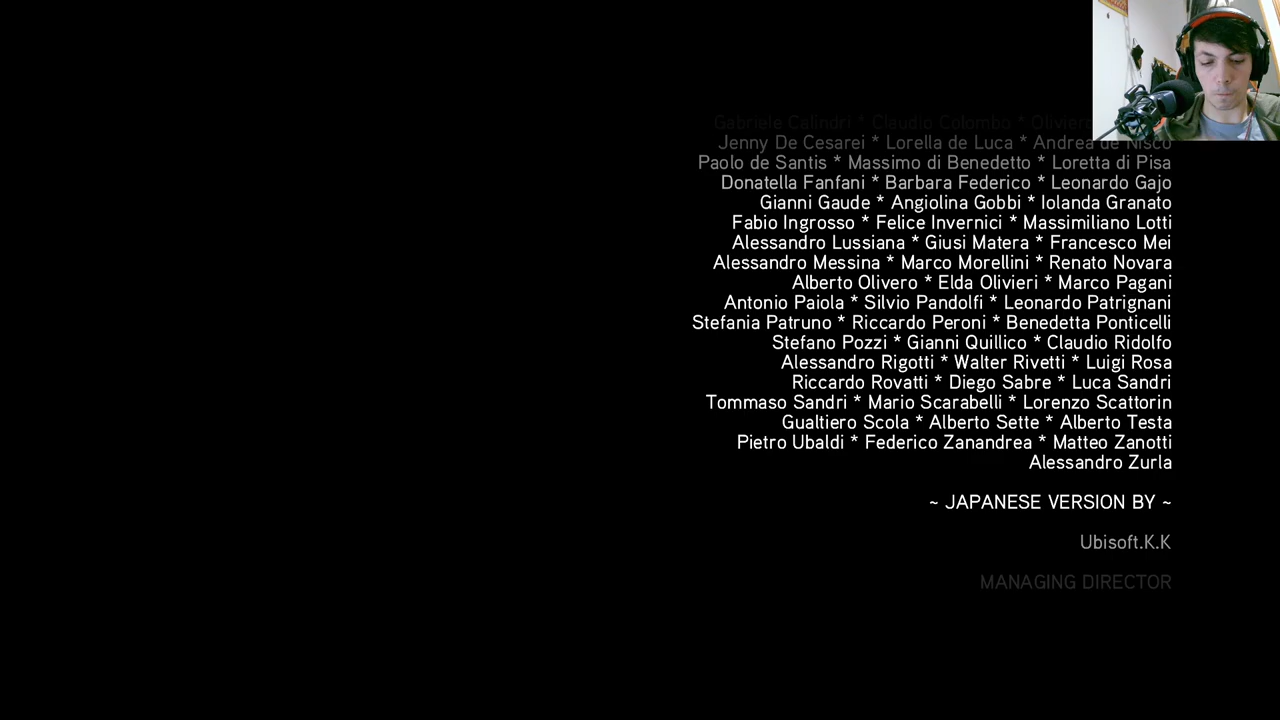 Gabriele Calindri * Claudio Colombo * Oliviero
Jenny De Cesarei * Lorella de Luca * Andrea de Nisco
Paolo de Santis * Massimo di Benedetto * Loretta di Pisa
Donatella Fanfani * Barbara Federico * Leonardo Gajo
Gianni Gaude * Angiolina Gobbi * Iolanda Granato
Fabio Ingrosso * Felice Invernici * Massimiliano Lotti
Alessandro Lussiana * Giusi Matera * Francesco Mei
Alessandro Messina * Marco Morellini * Renato Novara
Alberto Olivero * Elda Olivieri * Marco Pagani
Antonio Paiola * Silvio Pandolfi * Leonardo Patrignani
Stefania Patruno * Riccardo Peroni * Benedetta Ponticelli
Stefano Pozzi * Gianni Quillico * Claudio Ridolfo
Alessandro Rigotti * Walter Rivetti * Luigi Rosa
Riccardo Rovatti * Diego Sabre * Luca Sandri
Tommaso Sandri * Mario Scarabelli * Lorenzo Scattorin
Gualtiero Scola * Alberto Sette * Alberto Testa
Pietro Ubaldi * Federico Zanandrea * Matteo Zanotti
Alessandro Zurla
~ JAPANESE VERSION BY ~
Ubisoft.K.K
MANAGING DIRECTOR